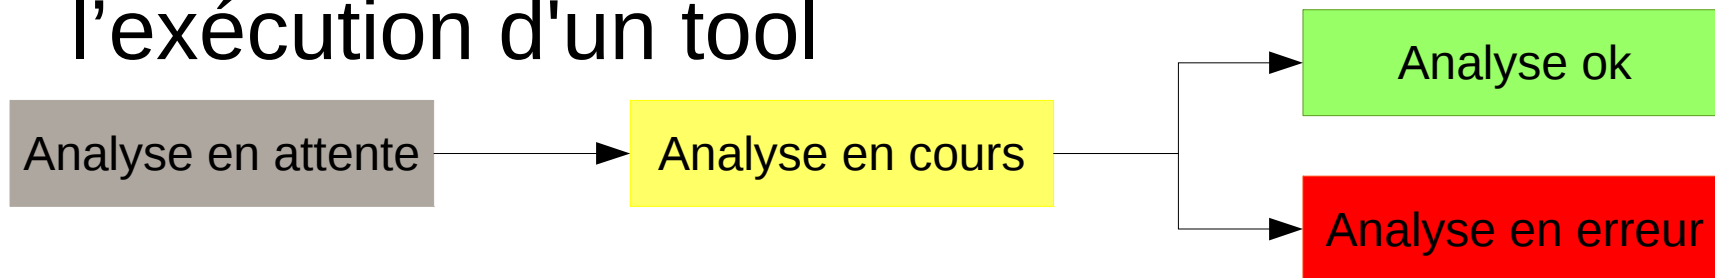 l’exécution d'un tool
Analyse en attente
Analyse en cours
Analyse ok
Analyse en erreur